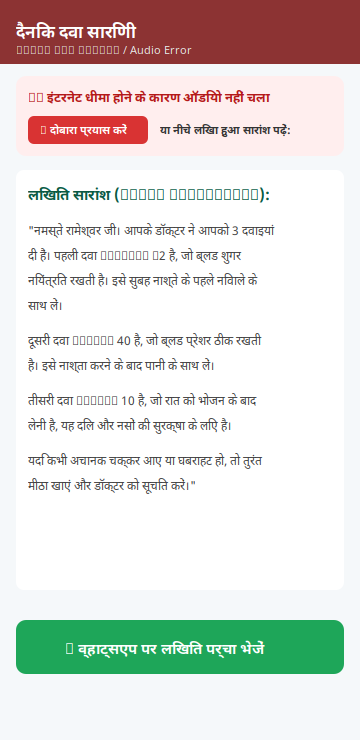 दैनिक दवा सारिणी
/ Audio Error
इंटरनेट धीमा होने के कारण ऑडियो नहीं चला
दोबारा प्रयास करें
या नीचे लिखा हुआ सारांश पढ़ें:
लिखित सारांश ( ):
"नमस्ते रामेश्वर जी। आपके डॉक्टर ने आपको 3 दवाइयां
दी है। पहली दवा 2 है, जो ब्लड शुगर
नियंत्रित रखती है। इसे सुबह नाश्ते के पहले निवाले के
साथ लें।
दूसरी दवा 40 है, जो ब्लड प्रेशर ठीक रखती
है। इसे नाश्ता करने के बाद पानी के साथ लें।
तीसरी दवा 10 है, जो रात को भोजन के बाद
लेनी है, यह दिल और नसों की सुरक्षा के लिए है।
यदि कभी अचानक चक्कर आए या घबराहट हो, तो तुरंत
मीठा खाएं और डॉक्टर को सूचित करें।"
व्हाट्सएप पर लिखित पर्चा भेजें